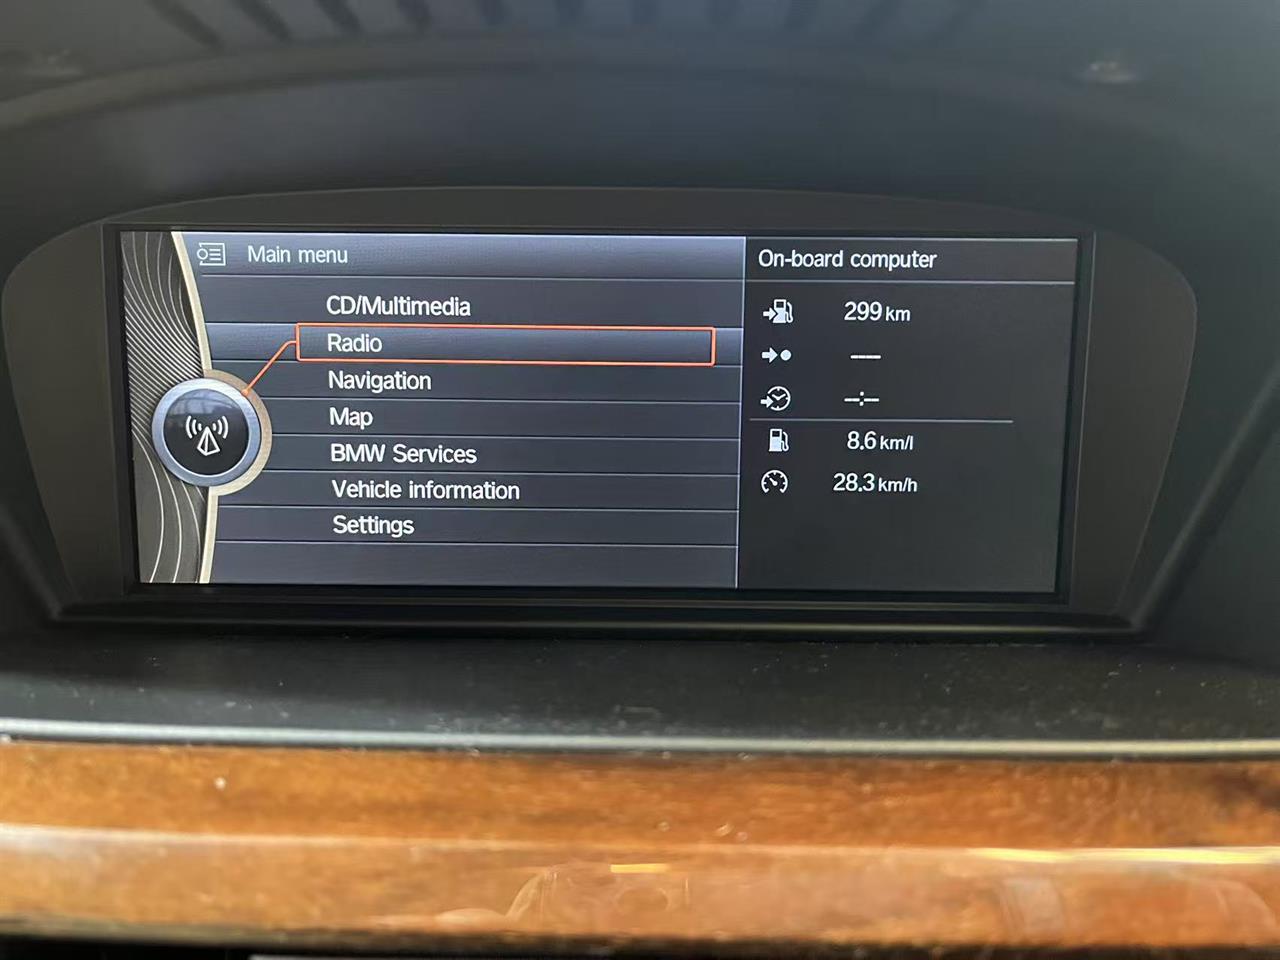 Main menu
CD/Multimedia
Radio
Navigation
Map
BMW Services
Vehicle information
Settings
On-board computer
299 km
----
--:--
8.6 km/l
28.3 km/h